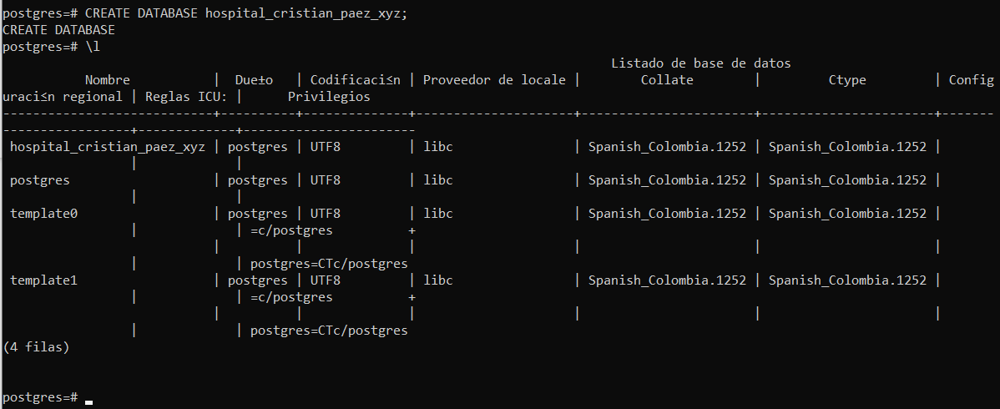 postgres=# CREATE DATABASE hospital_cristian_paez_xyz;
CREATE DATABASE
postgres=# \l
                                                                                         Listado de base de datos
            Nombre            |  Due±o   | Codificaci≤n | Proveedor de locale |         Collate         |          Ctype          | Config
uraci≤n regional | Reglas ICU: |      Privilegios
------------------------------+----------+--------------+---------------------+-------------------------+-------------------------+-------
-----------------+-------------+-----------------------
 hospital_cristian_paez_xyz | postgres | UTF8         | libc                | Spanish_Colombia.1252 | Spanish_Colombia.1252 |
                 |             |
 postgres                   | postgres | UTF8         | libc                | Spanish_Colombia.1252 | Spanish_Colombia.1252 |
                 |             |
 template0                  | postgres | UTF8         | libc                | Spanish_Colombia.1252 | Spanish_Colombia.1252 |
                 |             | =c/postgres          +
                            |          |              |                     |                       |                       |
                 |             | postgres=CTc/postgres
 template1                  | postgres | UTF8         | libc                | Spanish_Colombia.1252 | Spanish_Colombia.1252 |
                 |             | =c/postgres          +
                            |          |              |                     |                       |                       |
                 |             | postgres=CTc/postgres
(4 filas)
postgres=#